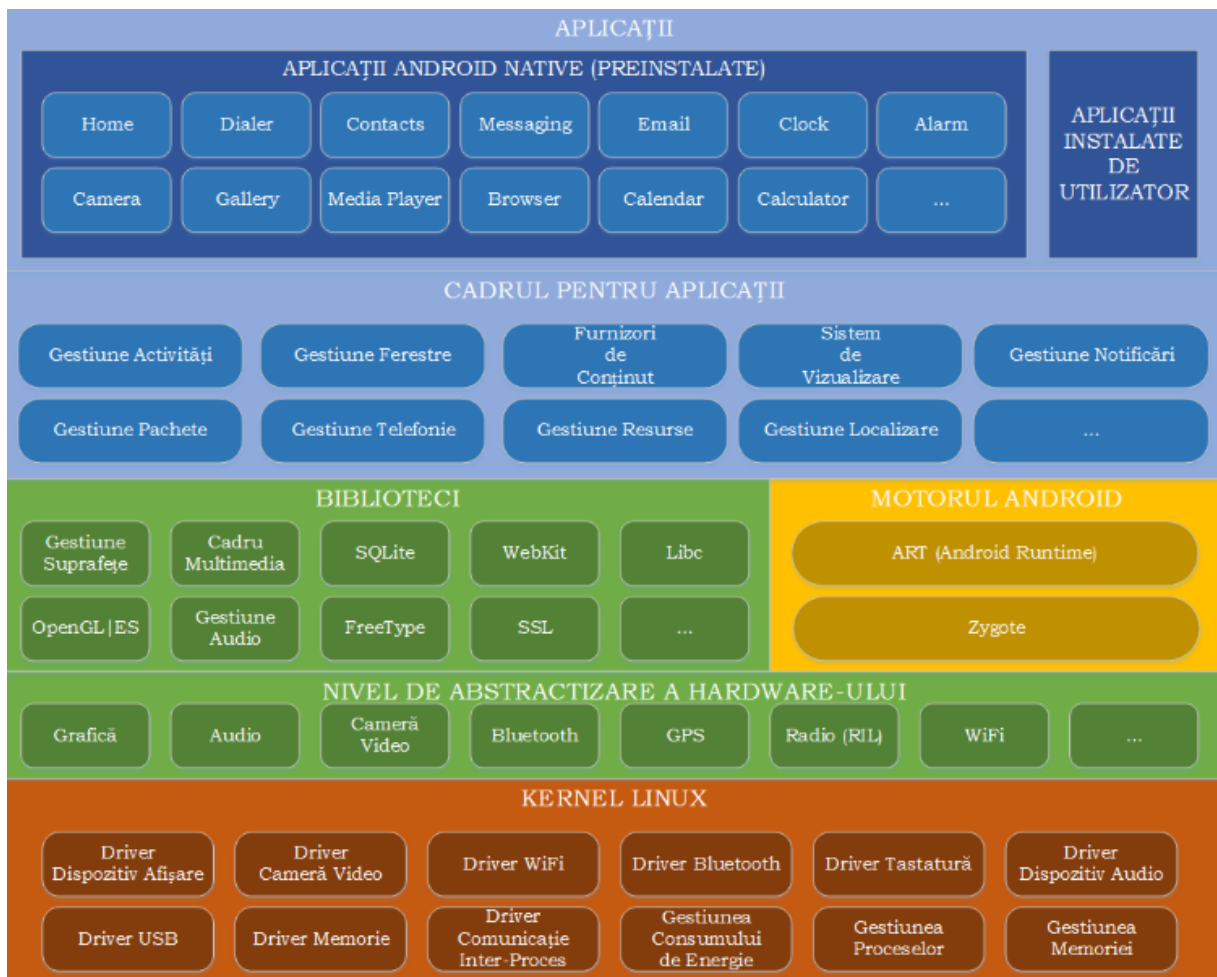 APLICAȚII
APLICAȚII ANDROID NATIVE (PREINSTALATE)
Home
Dialer
Contacts
Messaging
Email
Clock
Alarm
Camera
Gallery
Media Player
Browser
Calendar
Calculator
...
APLICAȚII
INSTALATE
DE
UTILIZATOR
CADRUL PENTRU APLICAȚII
Gestiune Activități
Gestiune Ferestre
Furnizori
de
Conținut
Sistem
de
Vizualizare
Gestiune Notificări
Gestiune Pachete
Gestiune Telefonie
Gestiune Resurse
Gestiune Localizare
...
BIBLIOTECI
Gestiune
Suprafețe
Cadru
Multimedia
SQLite
WebKit
Libc
OpenGL|ES
Gestiune
Audio
FreeType
SSL
...
MOTORUL ANDROID
ART (Android Runtime)
Zygote
NIVEL DE ABSTRACTIZARE A HARDWARE-ULUI
Grafică
Audio
Cameră
Video
Bluetooth
GPS
Radio (RIL)
WiFi
...
KERNEL LINUX
Driver
Dispozitiv Afișare
Driver
Cameră Video
Driver WiFi
Driver Bluetooth
Driver Tastatură
Driver
Dispozitiv Audio
Driver USB
Driver Memorie
Driver
Comunicație
Inter-Proces
Gestiunea
Consumului
de Energie
Gestiunea
Proceselor
Gestiunea
Memoriei